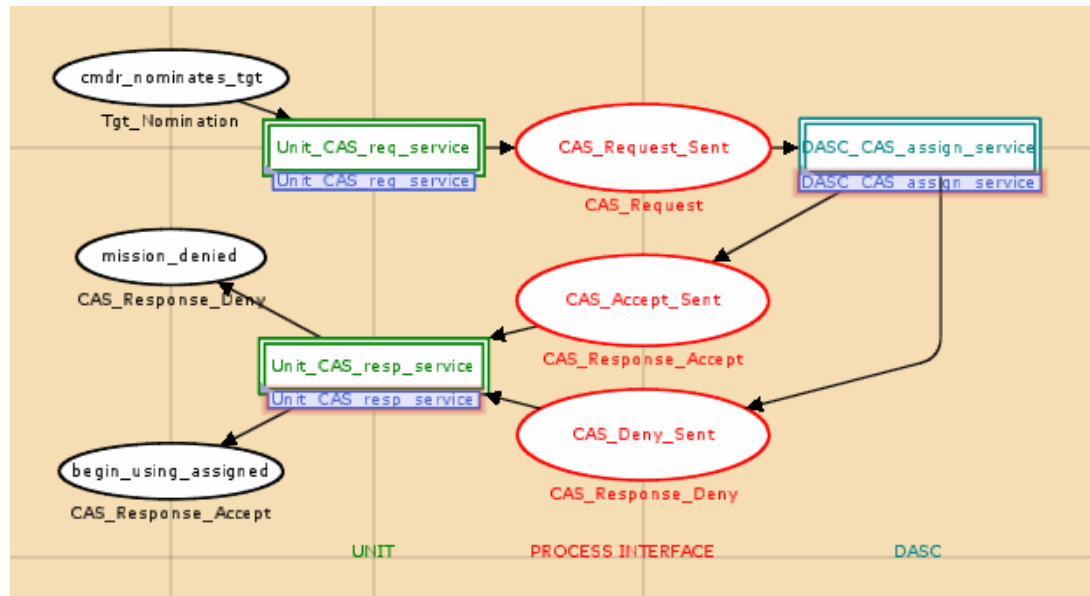 cmdr_nominates_tgt
Tgt_Nomination
Unit_CAS_req_service
Unit_CAS_req_service
CAS_Request_Sent
CAS_Request
DASC_CAS_assign_service
DASC_CAS_assign_service
mission_denied
CAS_Response_Deny
CAS_Accept_Sent
CAS_Response_Accept
Unit_CAS_resp_service
Unit_CAS_resp_service
CAS_Deny_Sent
CAS_Response_Deny
begin_using_assigned
CAS_Response_Accept
UNIT
PROCESS INTERFACE
DASC